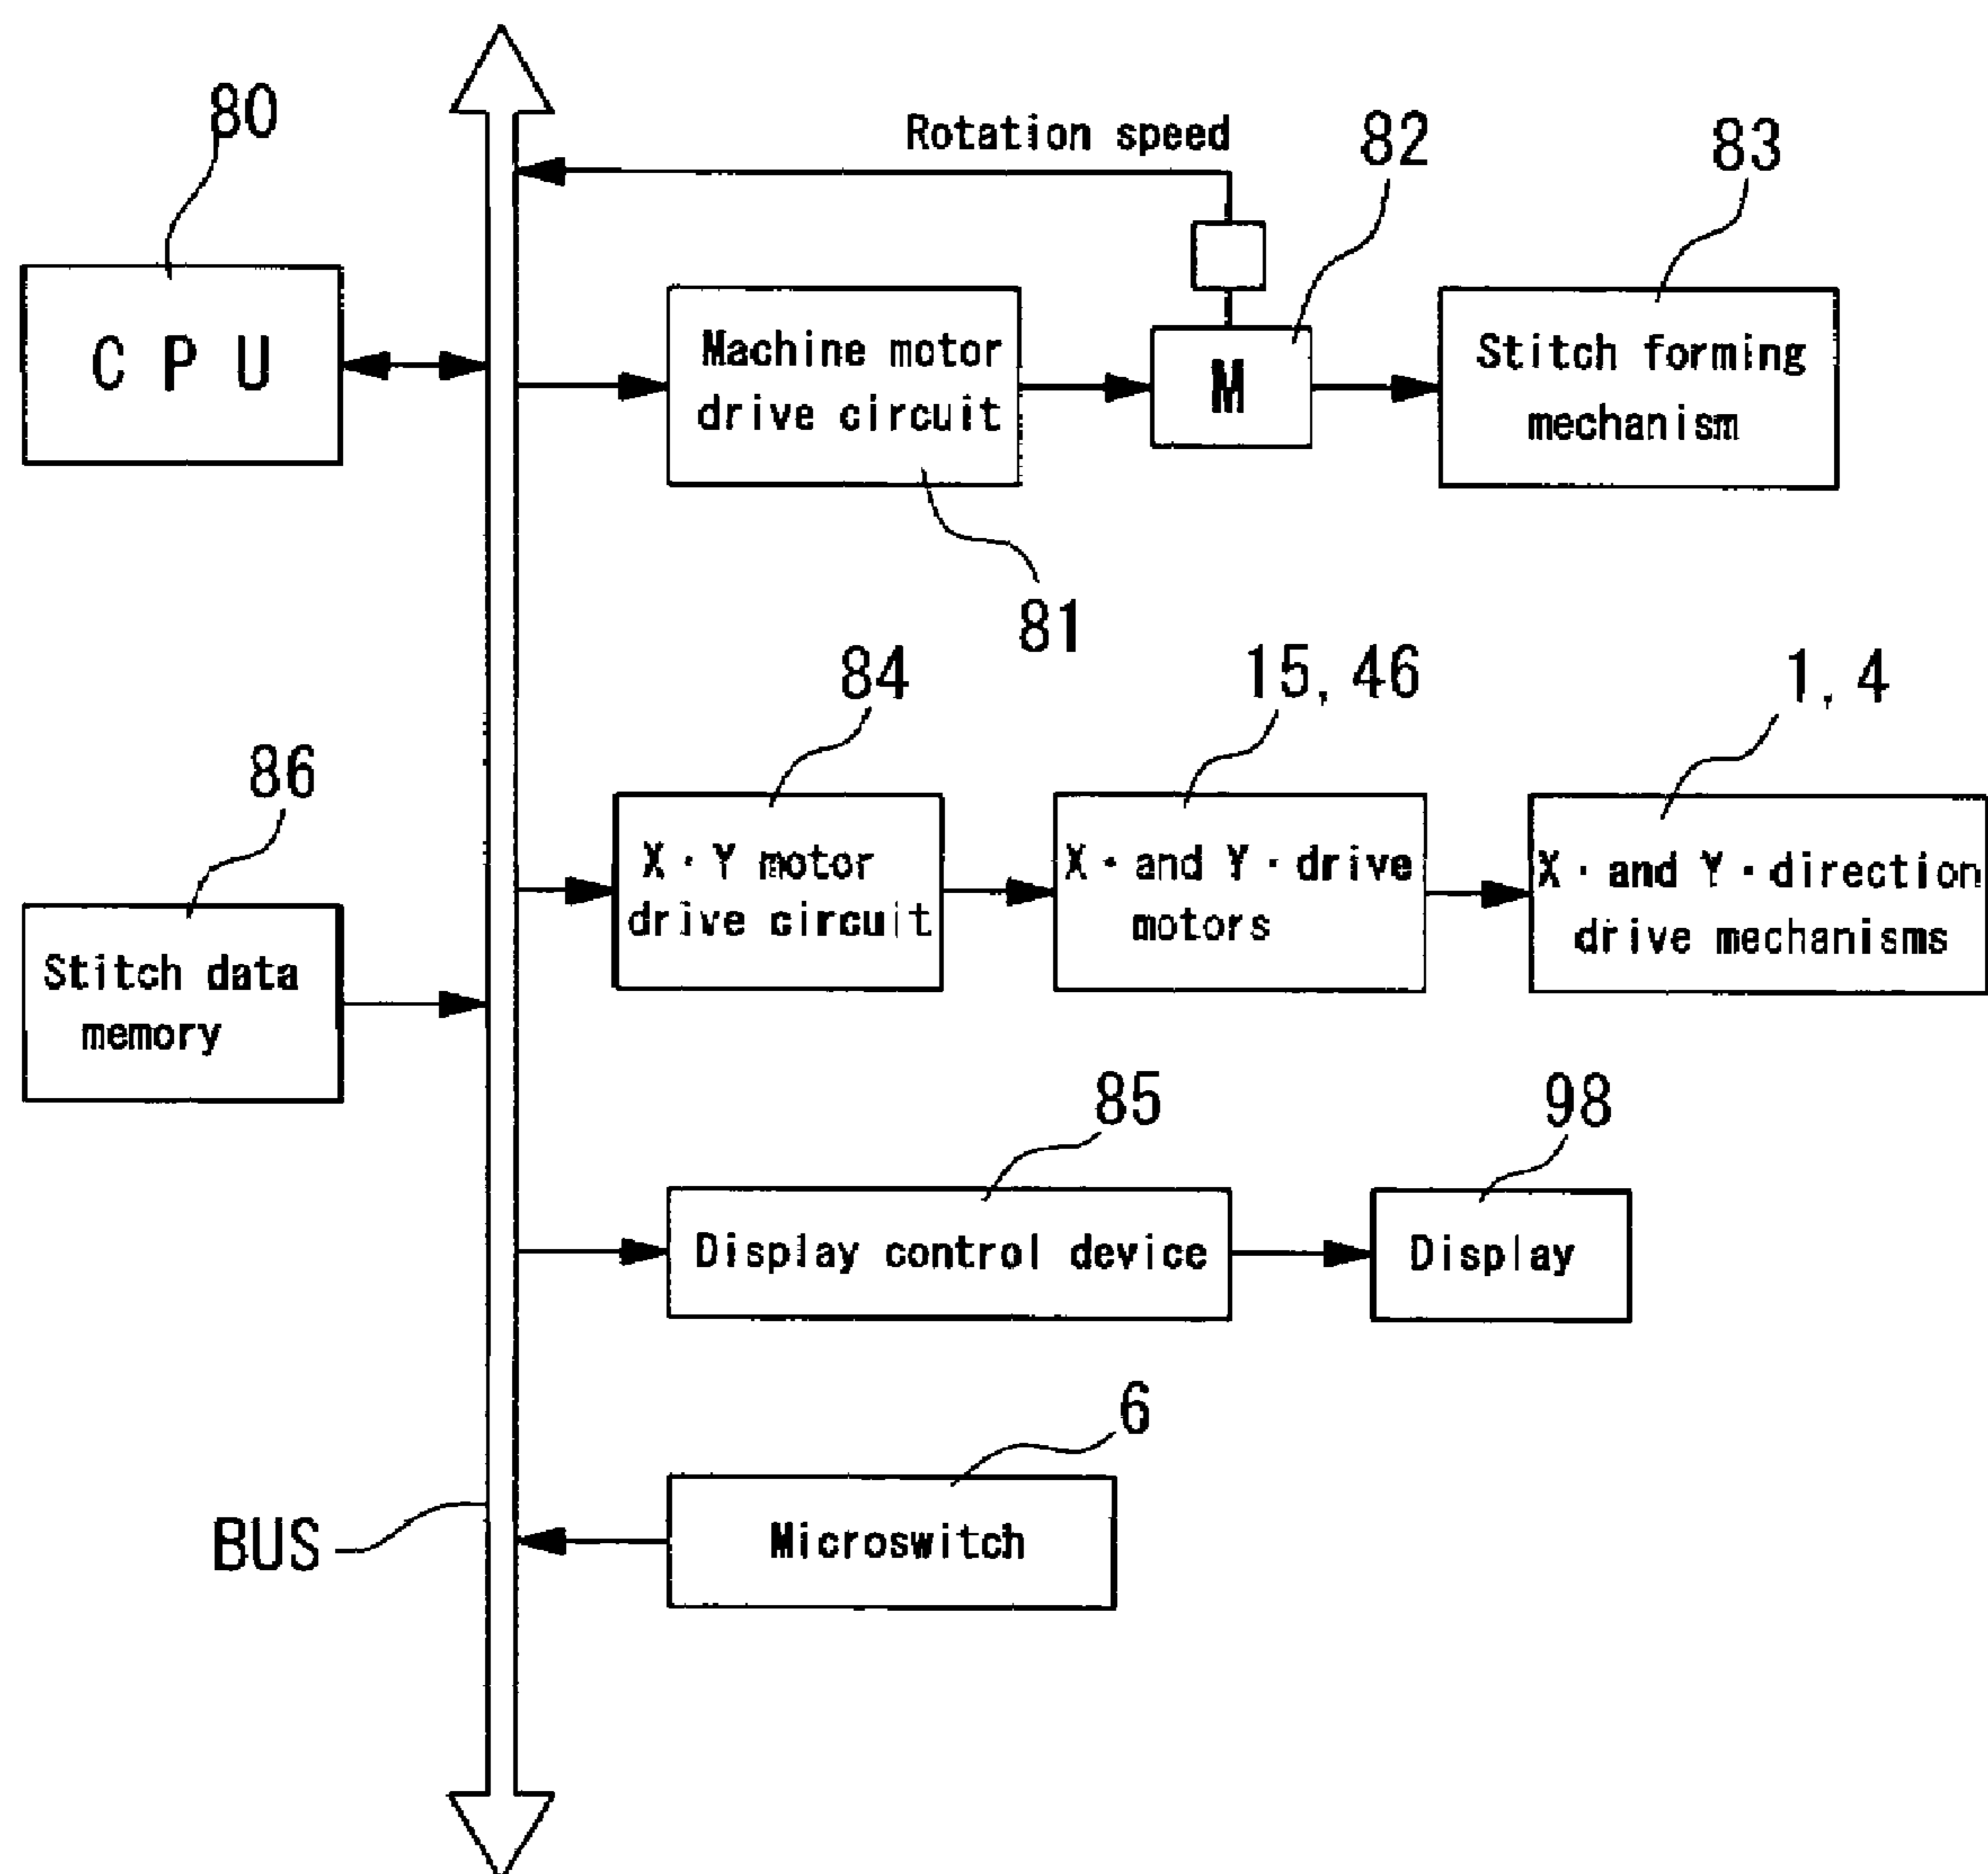 80
Rotation speed
82
83
C P U
Machine motor
drive circuit
M
Stitch forming
mechanism
81
84
15, 46
1, 4
86
X・Y motor
drive circuit
X・and Y・drive
motors
X・and Y・direction
drive mechanisms
Stitch data
memory
85
98
Display control device
Display
6
BUS
Microswitch